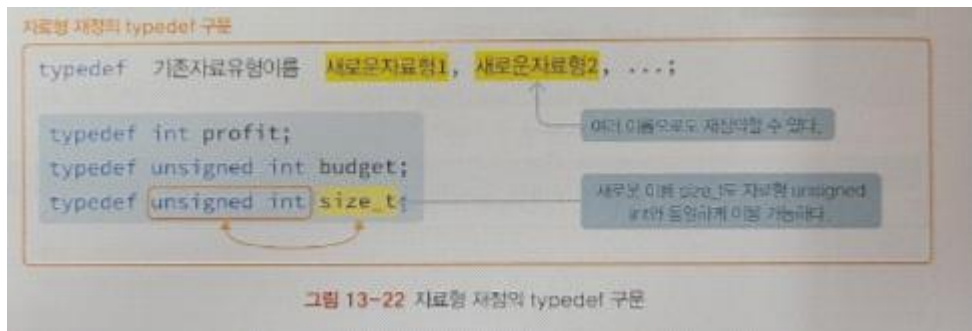 자료형 재정의 typedef 구문
typedef 기존자료유형이름 새로운자료형1, 새로운자료형2, ...;
여러 이름으로도 재정의할 수 있다.
typedef int profit;
typedef unsigned int budget;
typedef unsigned int size_t;
새로운 이름 size_t도 자료형 unsigned
int와 동일하게 이용 가능하다.
그림 13-22 자료형 재정의 typedef 구문